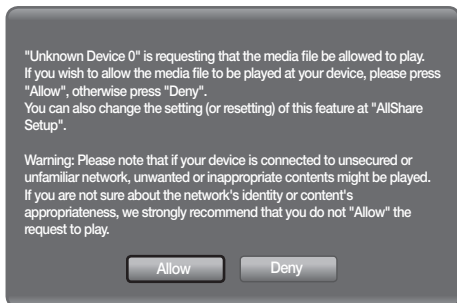 "Unknown Device 0" is requesting that the media file be allowed to play.
If you wish to allow the media file to be played at your device, please press
"Allow", otherwise press "Deny".
You can also change the setting (or resetting) of this feature at "AllShare
Setup".
Warning: Please note that if your device is connected to unsecured or
unfamiliar network, unwanted or inappropriate contents might be played.
If you are not sure about the network's identity or content's
appropriateness, we strongly recommend that you do not "Allow" the
request to play.
Allow Deny